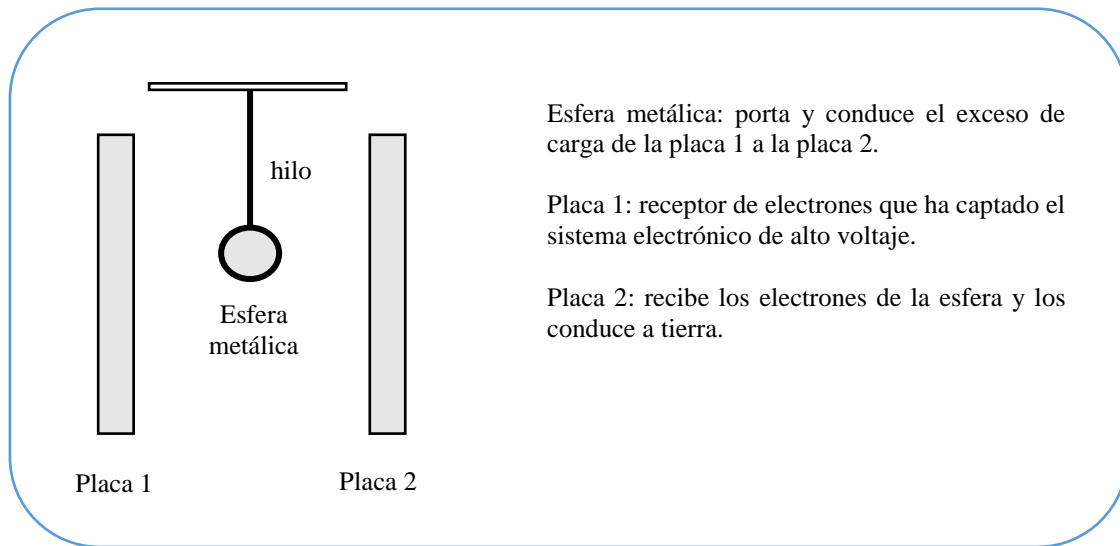 hilo
Esfera
metálica
Placa 1
Placa 2
Esfera metálica: porta y conduce el exceso de
carga de la placa 1 a la placa 2.
Placa 1: receptor de electrones que ha captado el
sistema electrónico de alto voltaje.
Placa 2: recibe los electrones de la esfera y los
conduce a tierra.